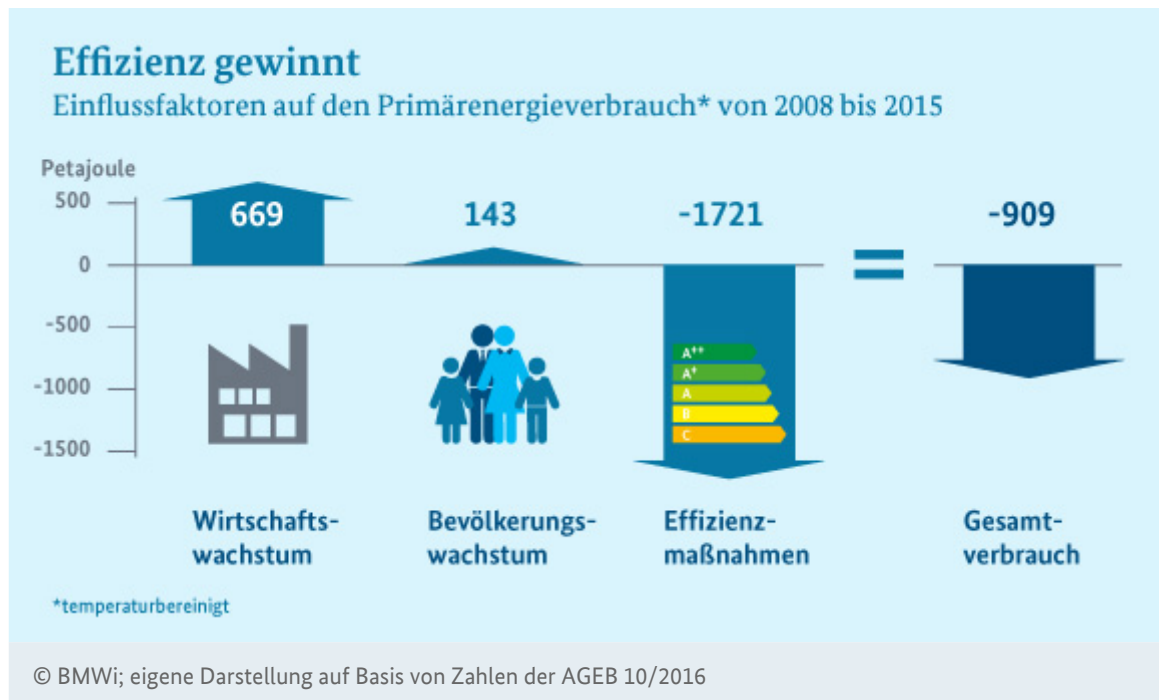 Effizienz gewinnt
Einflussfaktoren auf den Primärenergieverbrauch* von 2008 bis 2015
Petajoule
500
0
-500
-1000
-1500
669
143
-1721
-909
A++
A+
A
B
C
Wirtschafts-
wachstum
Bevölkerungs-
wachstum
Effizienz-
maßnahmen
Gesamt-
verbrauch
*temperaturbereinigt
© BMWi; eigene Darstellung auf Basis von Zahlen der AGEB 10/2016